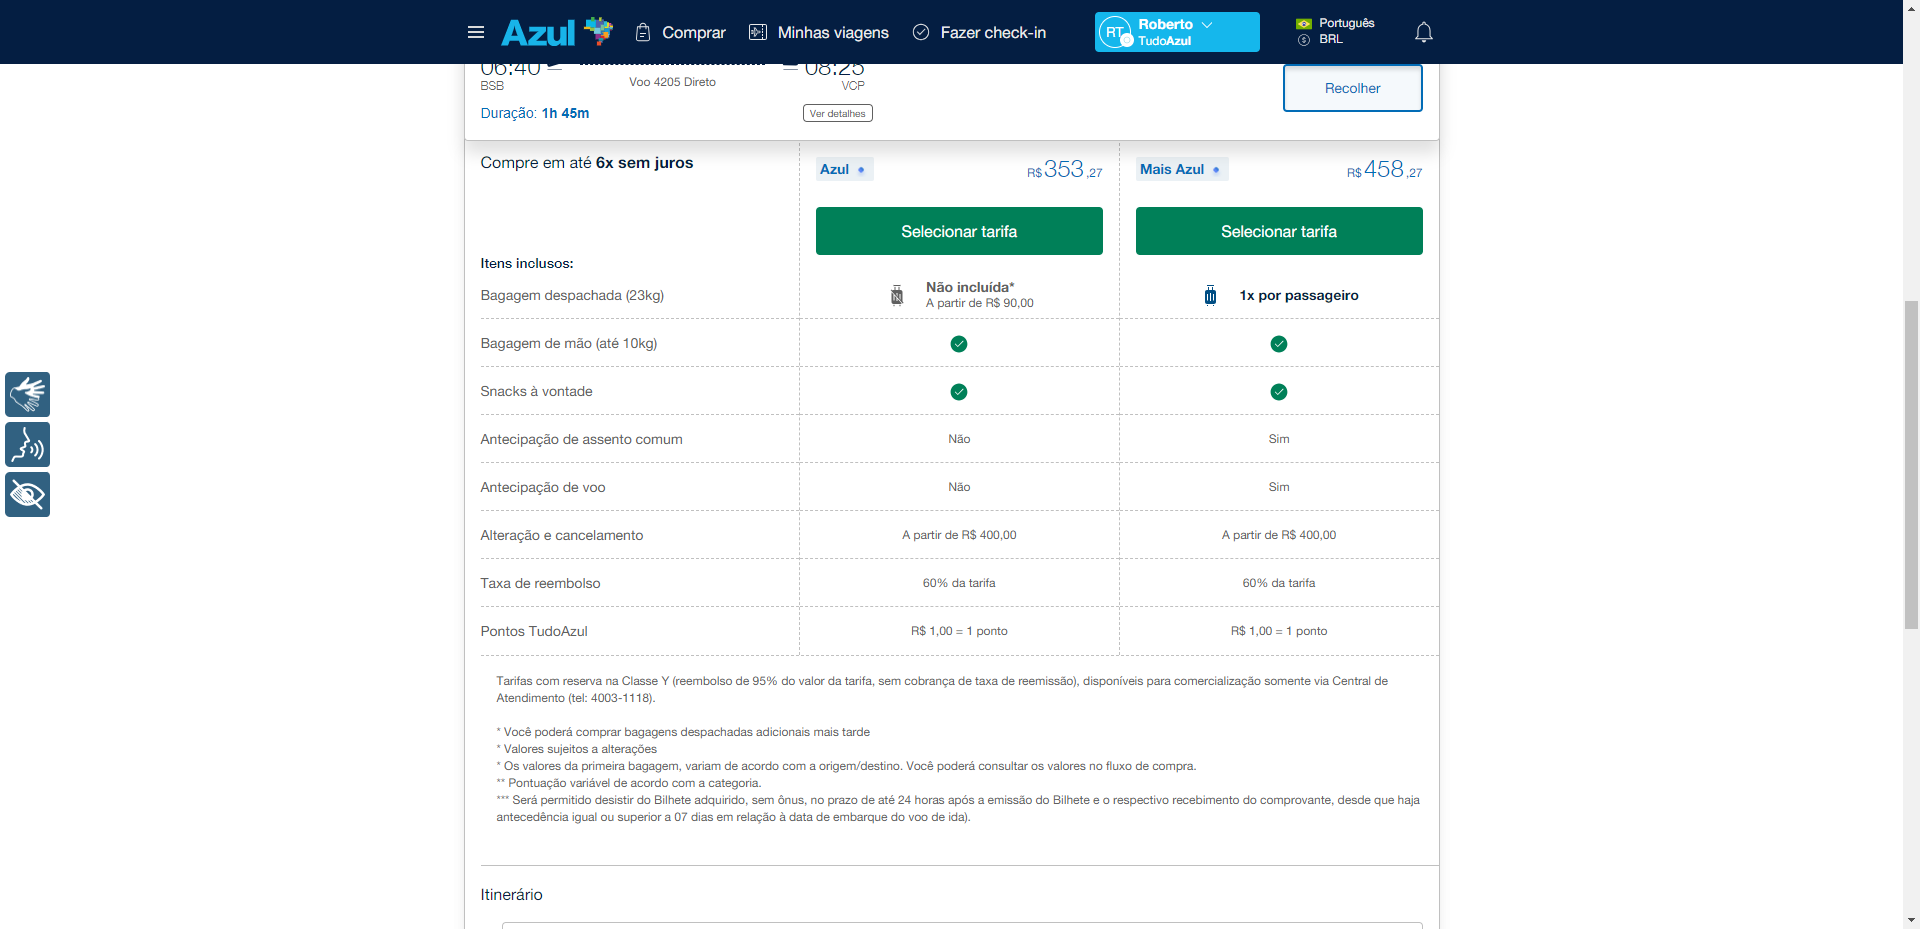 Azul
Comprar
Minhas viagens
Fazer check-in
RT
Roberto
TudoAzul
Português
BRL
06:40
08:25
BSB
Voo 4205 Direto
VCP
Recolher
Duração: 1h 45m
Ver detalhes
Compre em até 6x sem juros
Azul
R$353,27
Mais Azul
R$458,27
Selecionar tarifa
Selecionar tarifa
Itens inclusos:
Bagagem despachada (23kg)
Não incluída*
A partir de R$ 90,00
1x por passageiro
Bagagem de mão (até 10kg)
Snacks à vontade
Antecipação de assento comum
Não
Sim
Antecipação de voo
Não
Sim
Alteração e cancelamento
A partir de R$ 400,00
A partir de R$ 400,00
Taxa de reembolso
60% da tarifa
60% da tarifa
Pontos TudoAzul
R$ 1,00 = 1 ponto
R$ 1,00 = 1 ponto
Tarifas com reserva na Classe Y (reembolso de 95% do valor da tarifa, sem cobrança de taxa de reemissão), disponíveis para comercialização somente via Central de
Atendimento (tel: 4003-1118).
* Você poderá comprar bagagens despachadas adicionais mais tarde
* Valores sujeitos a alterações
* Os valores da primeira bagagem, variam de acordo com a origem/destino. Você poderá consultar os valores no fluxo de compra.
** Pontuação variável de acordo com a categoria.
*** Será permitido desistir do Bilhete adquirido, sem ônus, no prazo de até 24 horas após a emissão do Bilhete e o respectivo recebimento do comprovante, desde que haja
antecedência igual ou superior a 07 dias em relação à data de embarque do voo de ida).
Itinerário